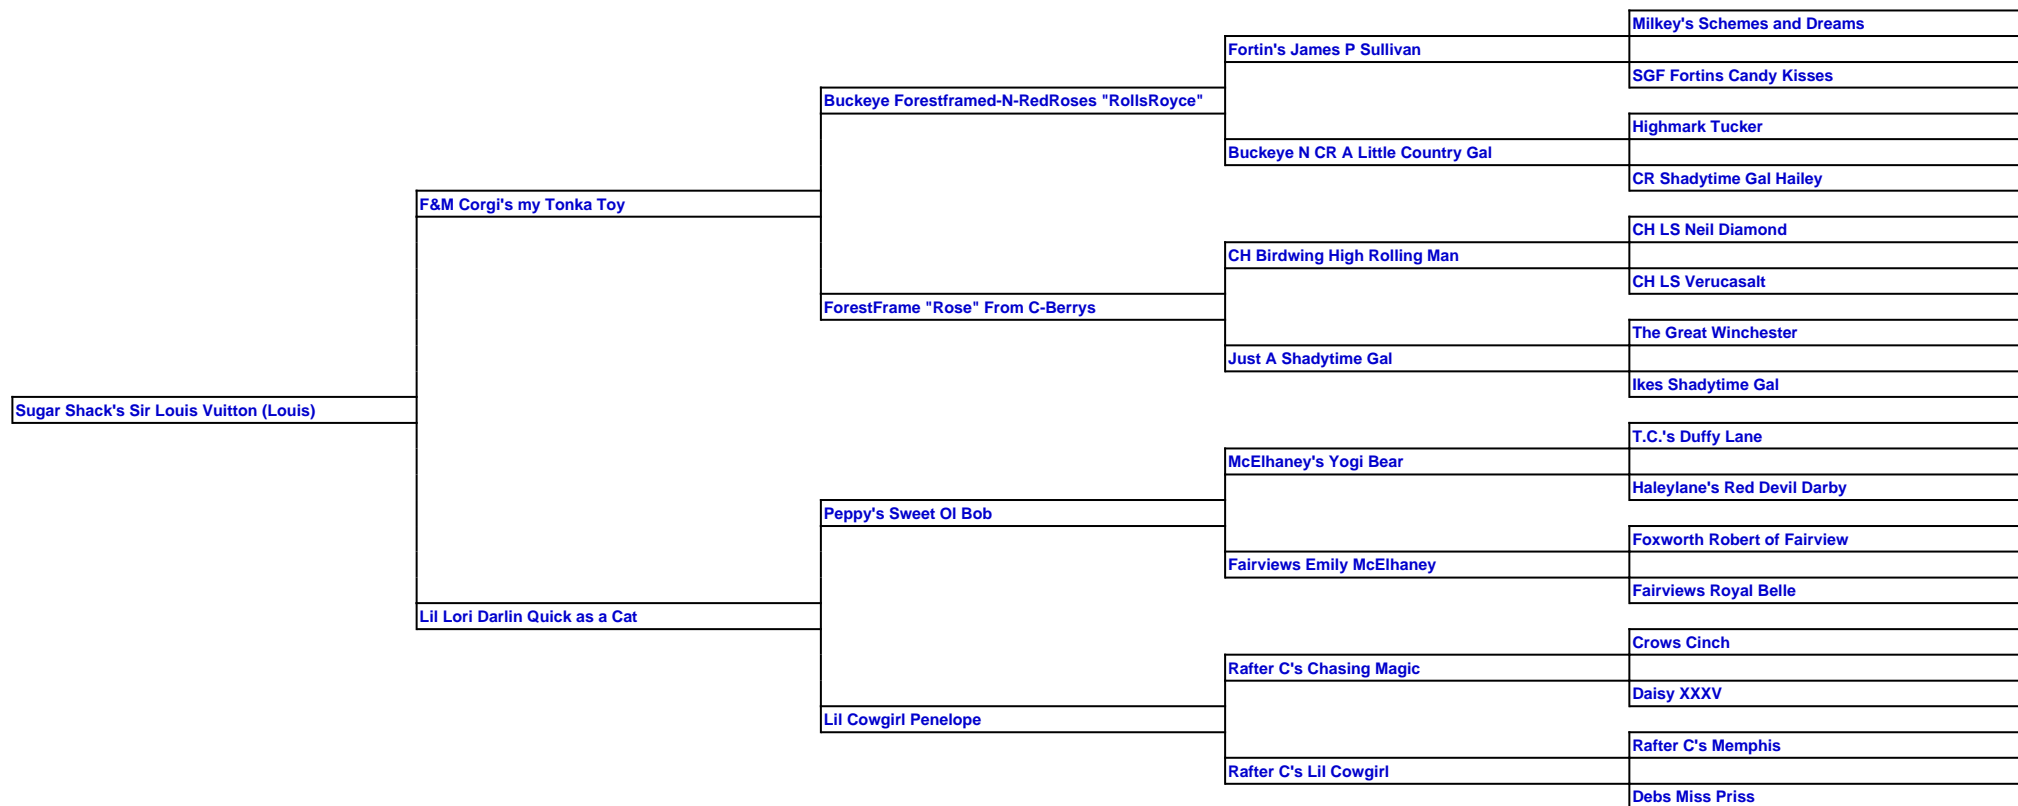 Milkey's Schemes and Dreams
Fortin's James P Sullivan
SGF Fortins Candy Kisses
Buckeye Forestframed-N-RedRoses "RollsRoyce"
Highmark Tucker
Buckeye N CR A Little Country Gal
CR Shadytime Gal Hailey
F&M Corgi's my Tonka Toy
CH LS Neil Diamond
CH Birdwing High Rolling Man
CH LS Verucasalt
ForestFrame "Rose" From C-Berrys
The Great Winchester
Just A Shadytime Gal
Ikes Shadytime Gal
Sugar Shack's Sir Louis Vuitton (Louis)
T.C.'s Duffy Lane
McElhaney's Yogi Bear
Haleylane's Red Devil Darby
Peppy's Sweet Ol Bob
Foxworth Robert of Fairview
Fairviews Emily McElhaney
Fairviews Royal Belle
Lil Lori Darlin Quick as a Cat
Crows Cinch
Rafter C's Chasing Magic
Daisy XXXV
Lil Cowgirl Penelope
Rafter C's Memphis
Rafter C's Lil Cowgirl
Debs Miss Priss